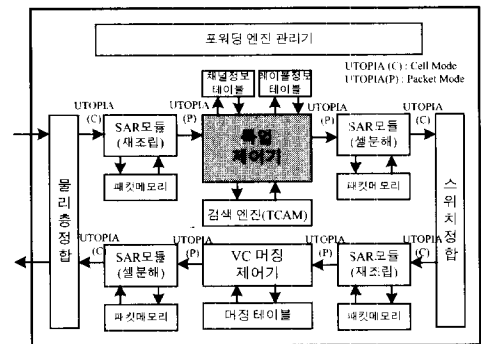 포워딩 엔진 관리기
UTOPIA (C) : Cell Mode
UTOPIA(P) : Packet Mode
채널정보
테이블
레이블정보
테이블
UTOPIA
(C)
UTOPIA
(P)
UTOPIA
(P)
UTOPIA
(C)
SAR모듈
(재조립)
룩업
제어기
SAR모듈
(셀분해)
패킷메모리
패킷메모리
검색 엔진(TCAM)
물리층정합
스위치정합
UTOPIA
(C)
UTOPIA
(P)
UTOPIA
(P)
UTOPIA
(C)
SAR모듈
(셀분해)
VC 머징
제어기
SAR모듈
(재조립)
패킷메모리
머징 테이블
패킷메모리